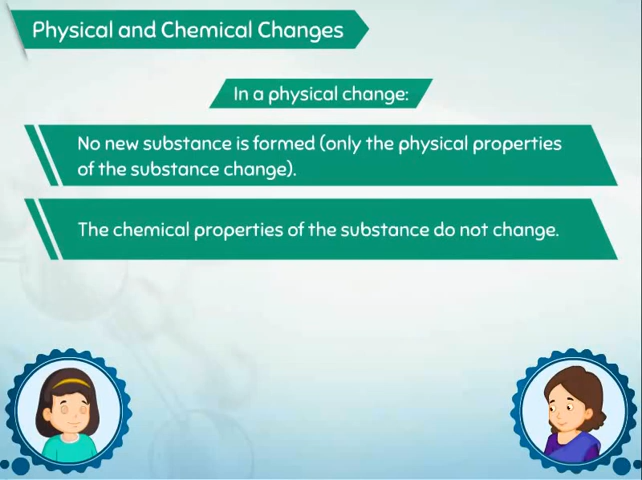 Physical and Chemical Changes
In a physical change:
No new substance is formed (only the physical properties
of the substance change).
The chemical properties of the substance do not change.